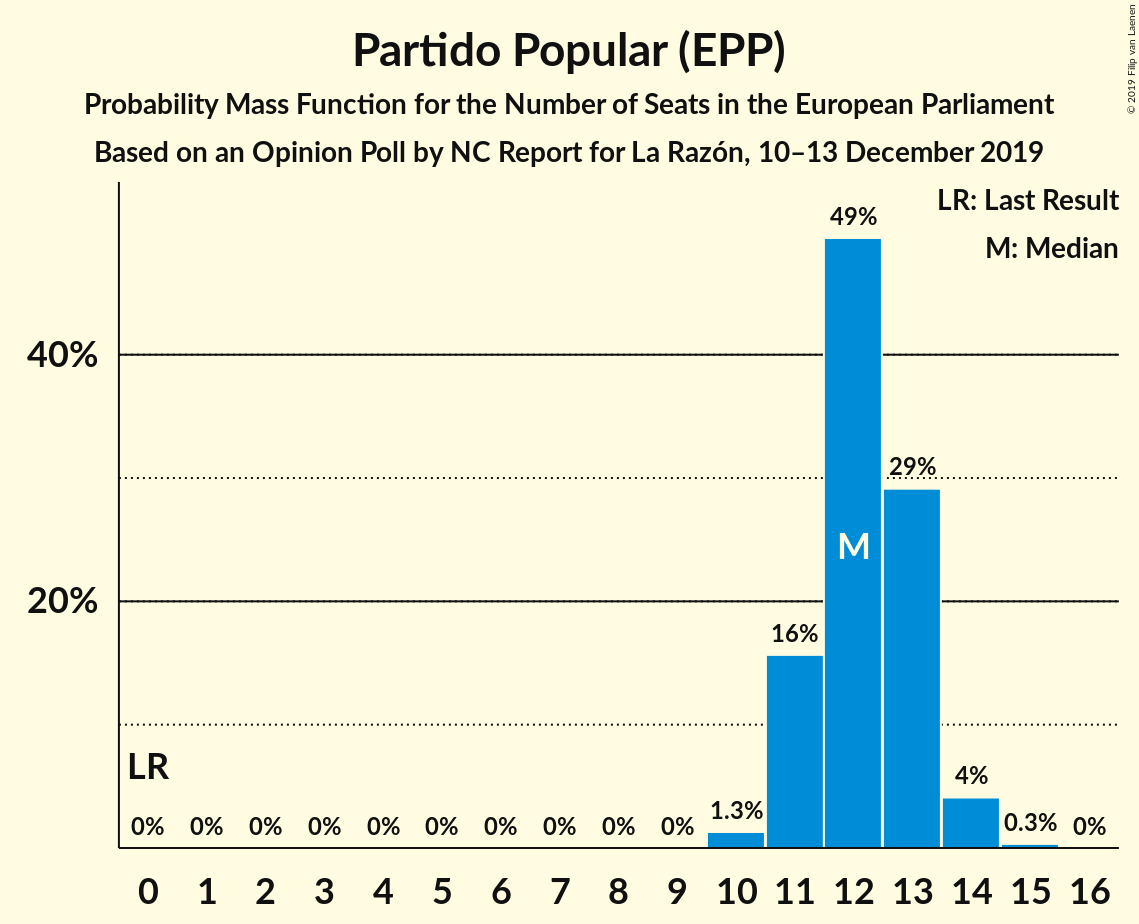 Partido Popular (EPP)
Probability Mass Function for the Number of Seats in the European Parliament
Based on an Opinion Poll by NC Report for La Razón, 10–13 December 2019
© 2019 Filip van Laenen
LR: Last Result
M: Median
40%
20%
49%
29%
16%
4%
1.3%
0.3%
0%
M
LR
0% 0% 0% 0% 0% 0% 0% 0% 0% 0%
0 1 2 3 4 5 6 7 8 9 10 11 12 13 14 15 16